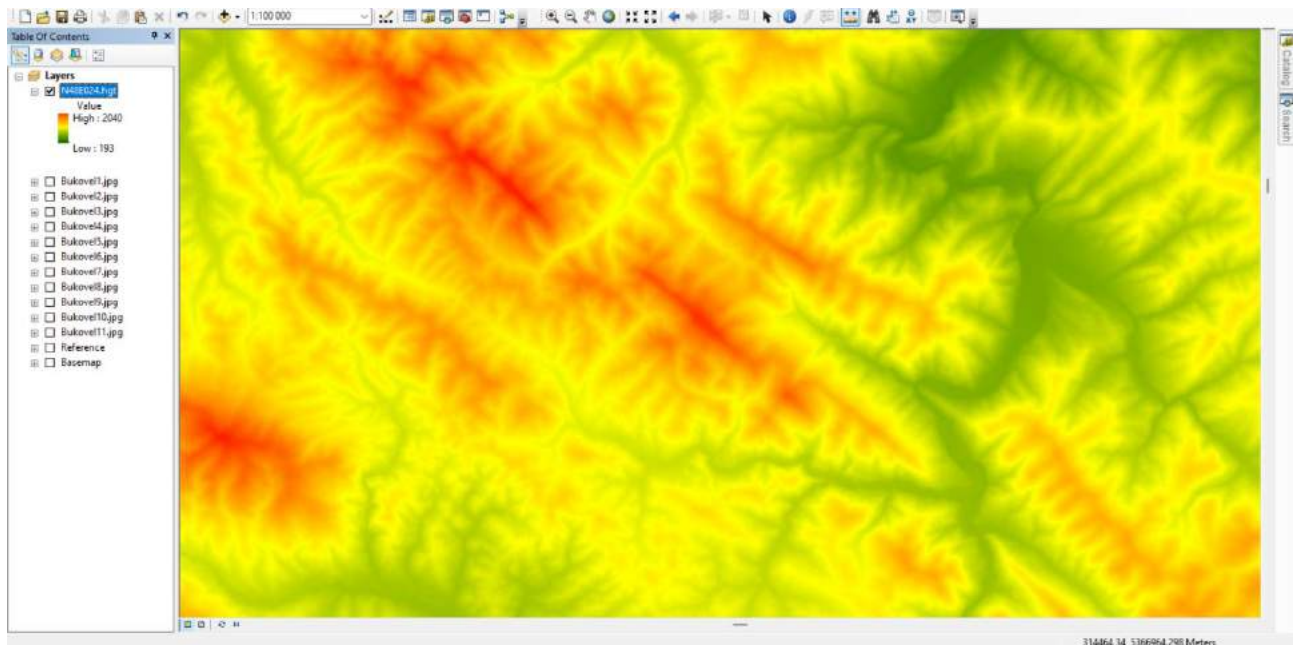 1:100 000
Table Of Contents
Layers
N48E024.hgt
Value
High : 2040
Low : 193
Bukovel1.jpg
Bukovel2.jpg
Bukovel3.jpg
Bukovel4.jpg
Bukovel5.jpg
Bukovel6.jpg
Bukovel7.jpg
Bukovel8.jpg
Bukovel9.jpg
Bukovel10.jpg
Bukovel11.jpg
Reference
Basemap
Catalog
Search
314464,34 5366964,298 Meters